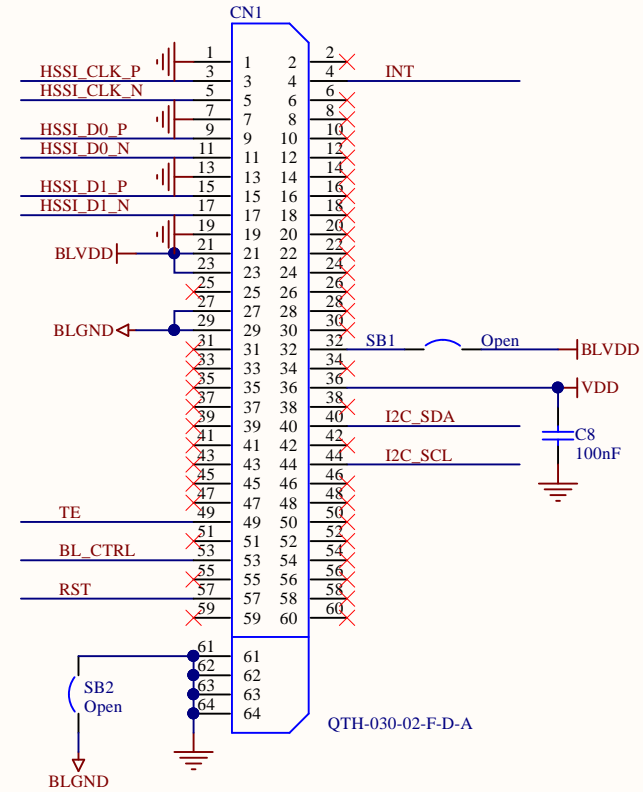 CN1
1 1 2 2
HSSI_CLK_P 3 3 4 4 INT
HSSI_CLK_N 5 5 6 6
7 7 8 8
HSSI_D0_P 9 9 10 10
HSSI_D0_N 11 11 12 12
13 13 14 14
HSSI_D1_P 15 15 16 16
HSSI_D1_N 17 17 18 18
19 19 20 20
BLVDD 21 21 22 22
23 23 24 24
25 25 26 26
27 27 28 28
BLGND 29 29 30 30
31 31 32 32 SB1 Open BLVDD
33 33 34 34
35 35 36 36 VDD
37 37 38 38
39 39 40 40 I2C_SDA
41 41 42 42 C8
43 43 44 44 I2C_SCL 100nF
45 45 46 46
47 47 48 48
TE 49 49 50 50
51 51 52 52
BL_CTRL 53 53 54 54
55 55 56 56
RST 57 57 58 58
59 59 60 60
61 61
62 62
SB2 63 63
Open 64 64
QTH-030-02-F-D-A
BLGND